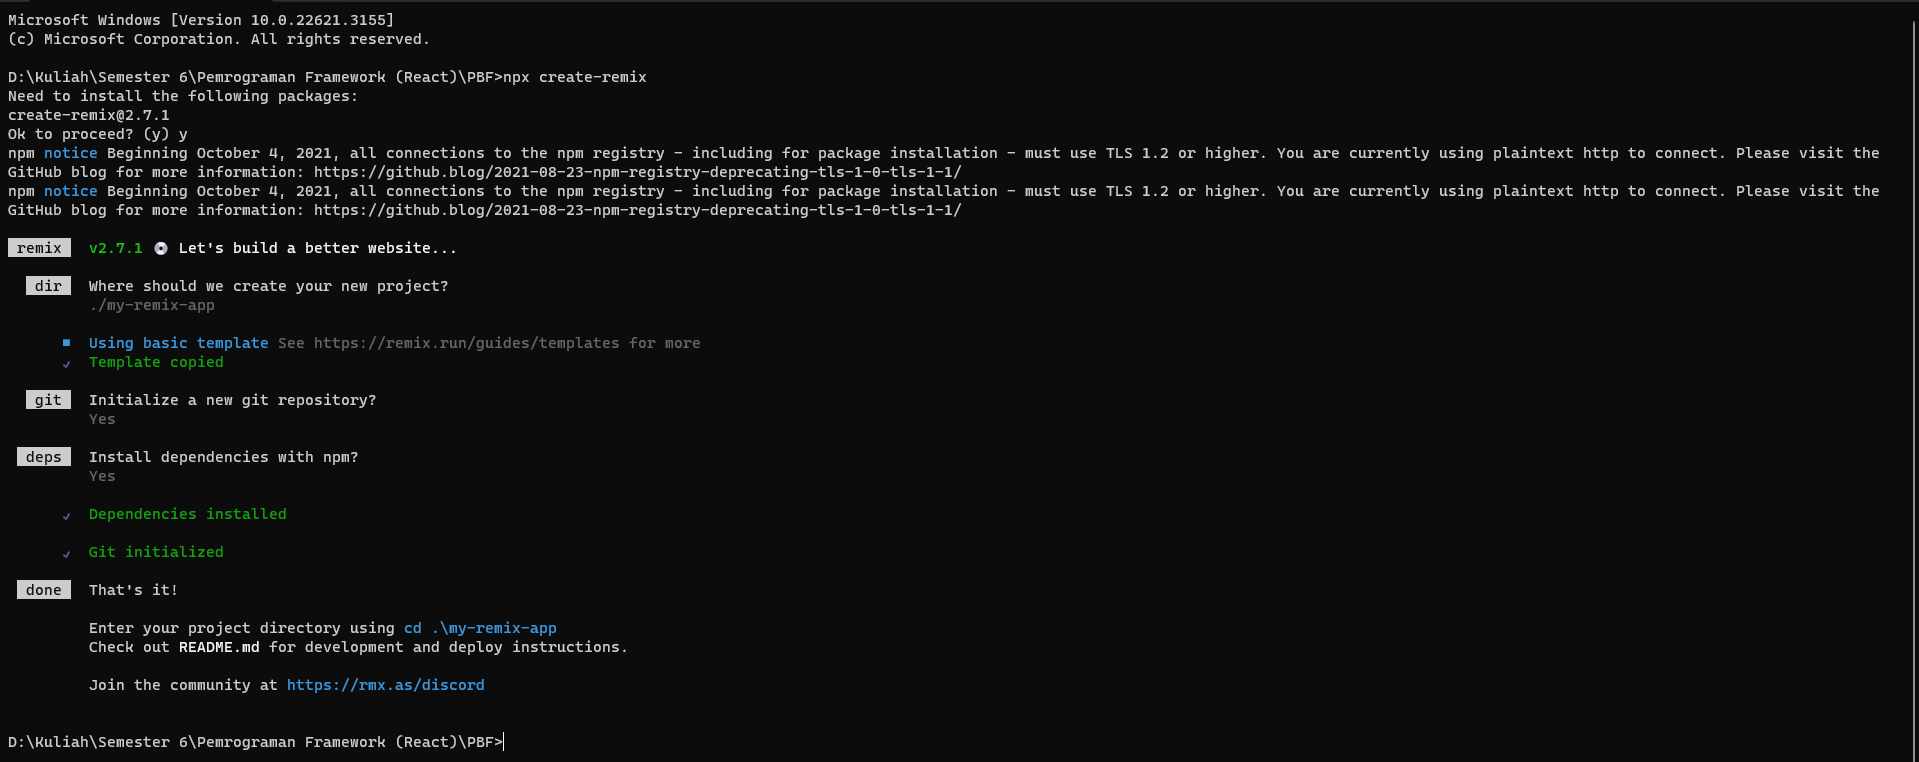 Microsoft Windows [Version 10.0.22621.3155]
(c) Microsoft Corporation. All rights reserved.
D:\Kuliah\Semester 6\Pemrograman Framework (React)\PBF>npx create-remix
Need to install the following packages:
create-remix@2.7.1
Ok to proceed? (y) y
npm notice Beginning October 4, 2021, all connections to the npm registry - including for package installation - must use TLS 1.2 or higher. You are currently using plaintext http to connect. Please visit the
GitHub blog for more information: https://github.blog/2021-08-23-npm-registry-deprecating-tls-1-0-tls-1-1/
npm notice Beginning October 4, 2021, all connections to the npm registry - including for package installation - must use TLS 1.2 or higher. You are currently using plaintext http to connect. Please visit the
GitHub blog for more information: https://github.blog/2021-08-23-npm-registry-deprecating-tls-1-0-tls-1-1/
remix v2.7.1 💿 Let's build a better website...
dir Where should we create your new project?
./my-remix-app
Using basic template See https://remix.run/guides/templates for more
✓ Template copied
git Initialize a new git repository?
Yes
deps Install dependencies with npm?
Yes
✓ Dependencies installed
✓ Git initialized
done That's it!
Enter your project directory using cd .\my-remix-app
Check out README.md for development and deploy instructions.
Join the community at https://rmx.as/discord
D:\Kuliah\Semester 6\Pemrograman Framework (React)\PBF>